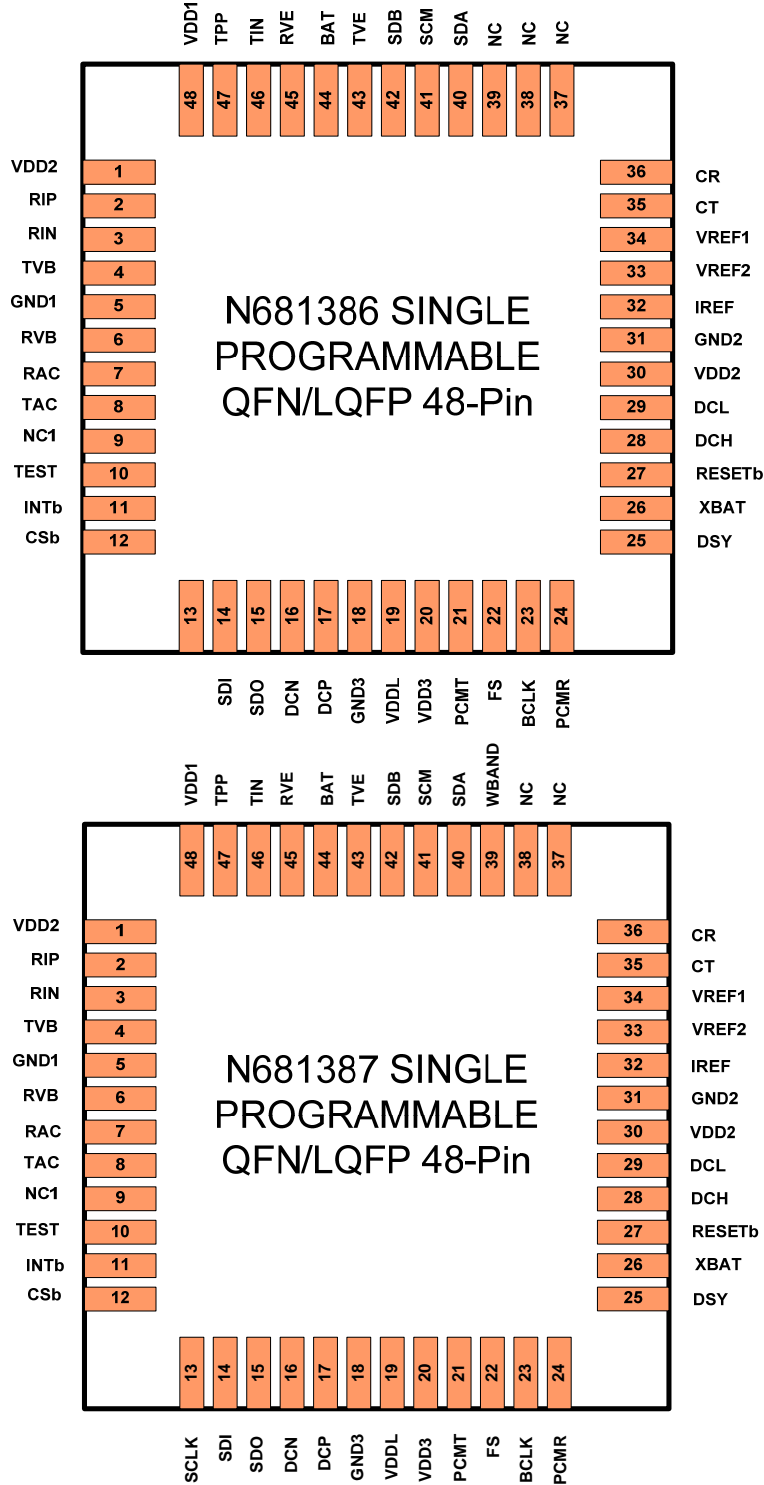 VDD1 TPP TIN RVE BAT TVE SDB SCM SDA NC NC NC
48 47 46 45 44 43 42 41 40 39 38 37
VDD2 1 36 CR
RIP 2 35 CT
RIN 3 34 VREF1
TVB 4 33 VREF2
GND1 5 32 IREF
RVB 6 31 GND2
RAC 7 30 VDD2
TAC 8 29 DCL
NC1 9 28 DCH
TEST 10 27 RESETb
INTb 11 26 XBAT
CSb 12 25 DSY
N681386 SINGLE
PROGRAMMABLE
QFN/LQFP 48-Pin
13 14 15 16 17 18 19 20 21 22 23 24
SDI SDO DCN DCP GND3 VDDL VDD3 PCMT FS BCLK PCMR
VDD1 TPP TIN RVE BAT TVE SDB SCM SDA WBAND NC NC
48 47 46 45 44 43 42 41 40 39 38 37
VDD2 1 36 CR
RIP 2 35 CT
RIN 3 34 VREF1
TVB 4 33 VREF2
GND1 5 32 IREF
RVB 6 31 GND2
RAC 7 30 VDD2
TAC 8 29 DCL
NC1 9 28 DCH
TEST 10 27 RESETb
INTb 11 26 XBAT
CSb 12 25 DSY
N681387 SINGLE
PROGRAMMABLE
QFN/LQFP 48-Pin
13 14 15 16 17 18 19 20 21 22 23 24
SCLK SDI SDO DCN DCP GND3 VDDL VDD3 PCMT FS BCLK PCMR